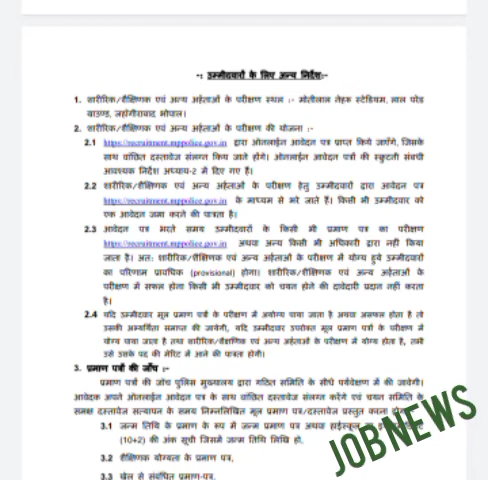 -: उम्मीदवारों के लिए अन्य निर्देश:-
1. शारीरिक/शैक्षिणक एवं अन्य अर्हताओं के परीक्षण स्थल :- मोतीलाल नेहरू स्टेडियम, लाल परेड
ग्राउण्ड, जहाँगीराबाद भोपाल।
2. शारीरिक/शैक्षिणक एवं अन्य अर्हताओं के परीक्षण की योजना :-
2.1 https://recruitment.mppolice.gov.in द्वारा ऑनलाईन आवेदन पत्र प्राप्त किये जाएँगे, जिसके
साथ वांछित दस्तावेज संलग्न किय जाने होंगे। ऑनलाईन आवेदन पत्रों की स्क्रुटनी संबंधी
आवश्यक निर्देश अध्याय-2 में दिए गए हैं।
2.2 शारीरिक/शैक्षिणक एवं अन्य अर्हताओं के परीक्षण हेतु उम्मीदवारों द्वारा आवेदन पत्र
https://recruitment.mppolice.gov.in के माध्यम से भरे जाते हैं। किसी भी उम्मीदवार को
एक आवेदन जमा करने की पात्रता है।
2.3 आवेदन पत्र भरते समय उम्मीदवारों के किसी भी प्रमाण पत्र का परीक्षण
https://recruitment.mppolice.gov.in अथवा अन्य किसी भी अधिकारी द्वारा नहीं किया
जाता है। अत: शारीरिक/शैक्षिणक एवं अन्य अर्हताओं के परीक्षण में योग्य हुये उम्मीदवारों
का परिणाम प्रावधिक (provisional) होगा। शारीरिक/शैक्षिणक एवं अन्य अर्हताओं के
परीक्षण में सफल होना किसी भी उम्मीदवार को चयन होने की दावेदारी प्रदान नहीं करता
है।
2.4 यदि उम्मीदवार मूल प्रमाण पत्रों के परीक्षण में अयोग्य पाया जाता है अथवा असफल होता है तो
उसकी अभ्यर्थिता समाप्त की जायेगी, यदि उम्मीदवार उपरोक्त मूल प्रमाण पत्रों के परीक्षण में
योग्य पाया जाता है तथा शारीरिक/शैक्षणिक एवं अन्य अर्हताओं के परीक्षण में योग्य होता है, तभी
उसे उसके पद की मेरिट में आने की पात्रता होगी।
3. प्रमाण पत्रों की जाँच :-
प्रमाण पत्रों की जांच पुलिस मुख्यालय द्वारा गठित समिति के सीधे पर्यवेक्षण में की जावेगी।
आवेदक अपने ऑनलाईन आवेदन पत्र के साथ वांछित दस्तावेज संलग्न करेंगे एवं चयन समिति के
समक्ष दस्तावेज सत्यापन के समय निम्नलिखित मूल प्रमाण पत्र/दस्तावेज प्रस्तुत करना
3.1 जन्म तिथि के प्रमाण के रूप में जन्म प्रमाण पत्र अथवा हाईस्कूल
(10+2) की अंक सूची जिसमें जन्म तिथि लिखि हो,
3.2 शैक्षणिक योग्यता के प्रमाण पत्र,
3.3 खेल से संबंधित प्रमाण-पत्र,
JOBNEWS